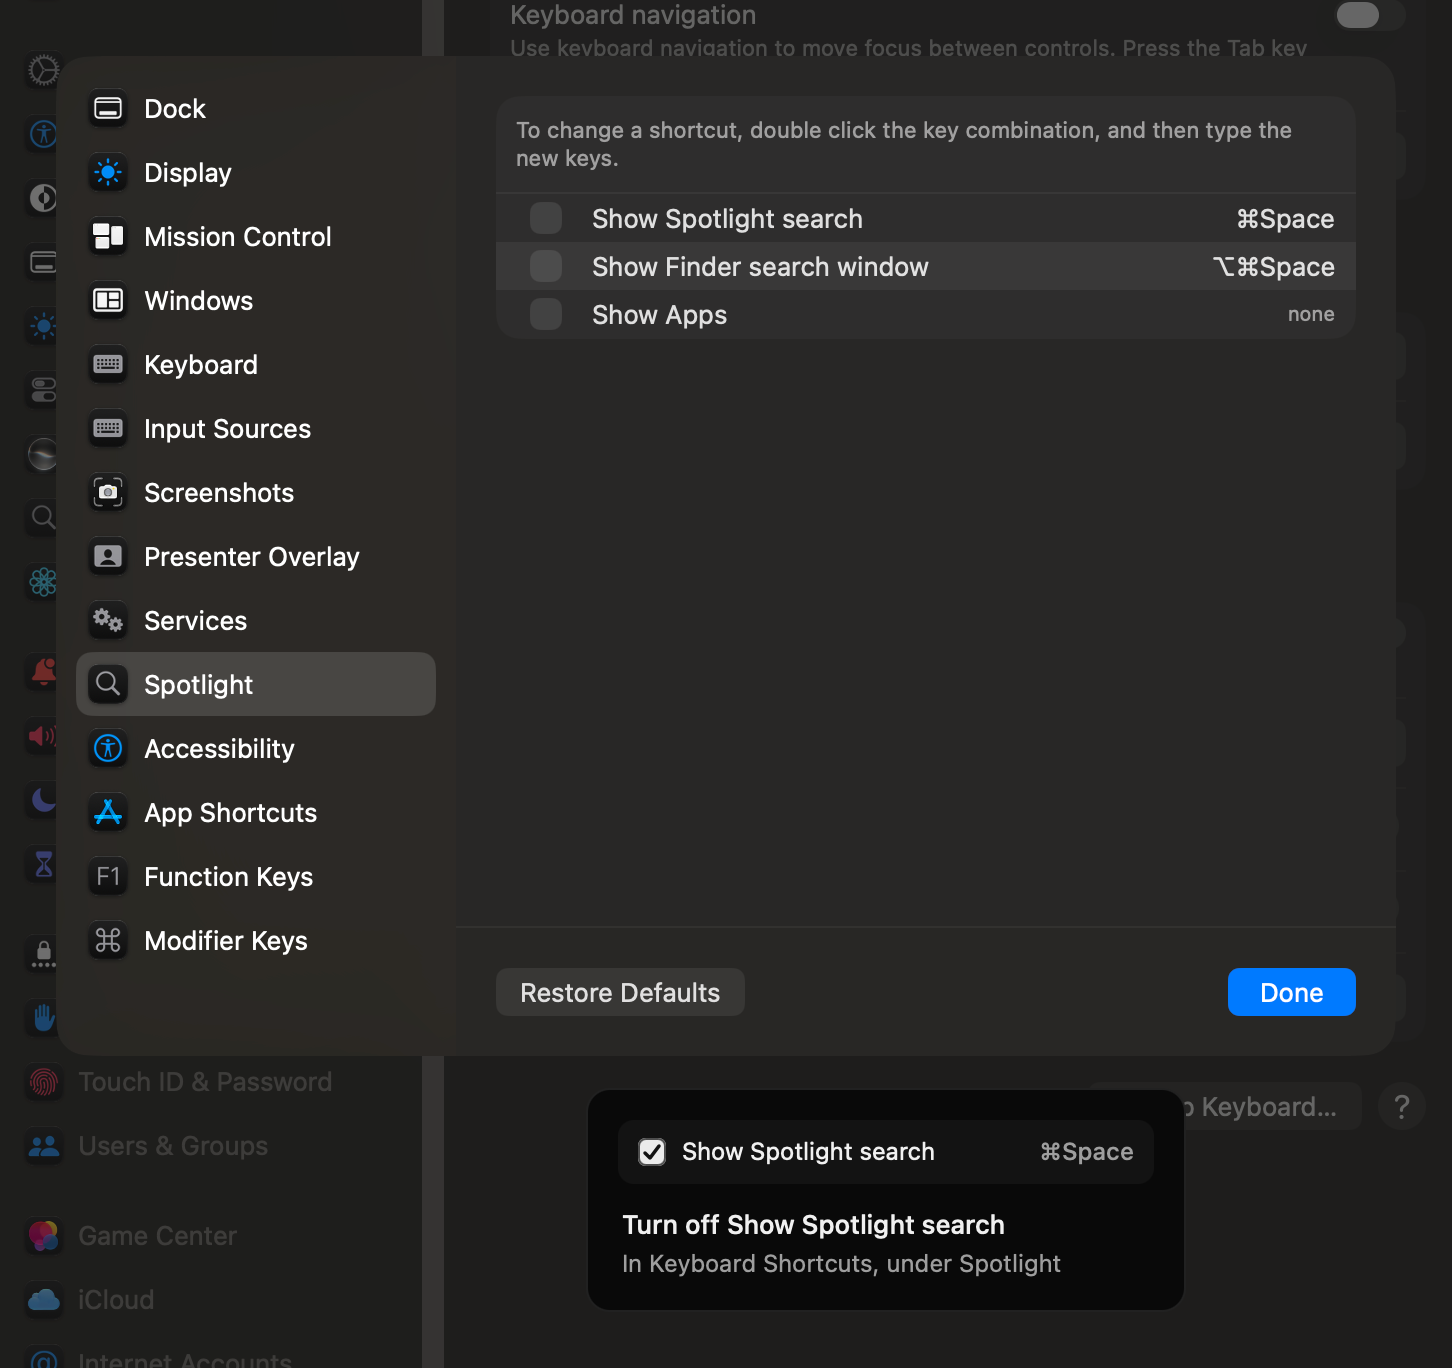 Keyboard navigation
Use keyboard navigation to move focus between controls. Press the Tab key
Dock
Display
Mission Control
Windows
Keyboard
Input Sources
Screenshots
Presenter Overlay
Services
Spotlight
Accessibility
App Shortcuts
F1 Function Keys
Modifier Keys
To change a shortcut, double click the key combination, and then type the
new keys.
Show Spotlight search ⌘Space
Show Finder search window ⌥⌘Space
Show Apps none
Restore Defaults
Done
Touch ID & Password
Users & Groups
Game Center
iCloud
Internet Accounts
Keyboard...
?
Show Spotlight search ⌘Space
Turn off Show Spotlight search
In Keyboard Shortcuts, under Spotlight